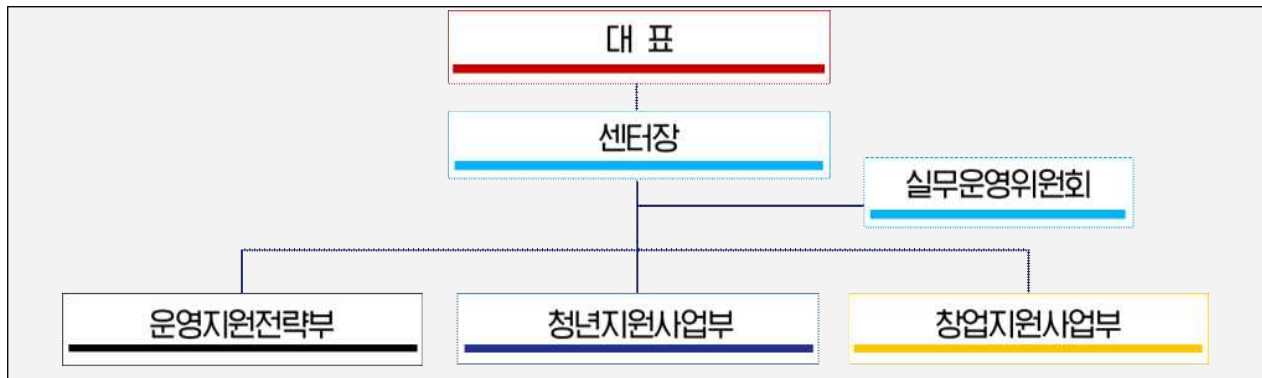 대 표
센터장
실무운영위원회
운영지원전략부
청년지원사업부
창업지원사업부